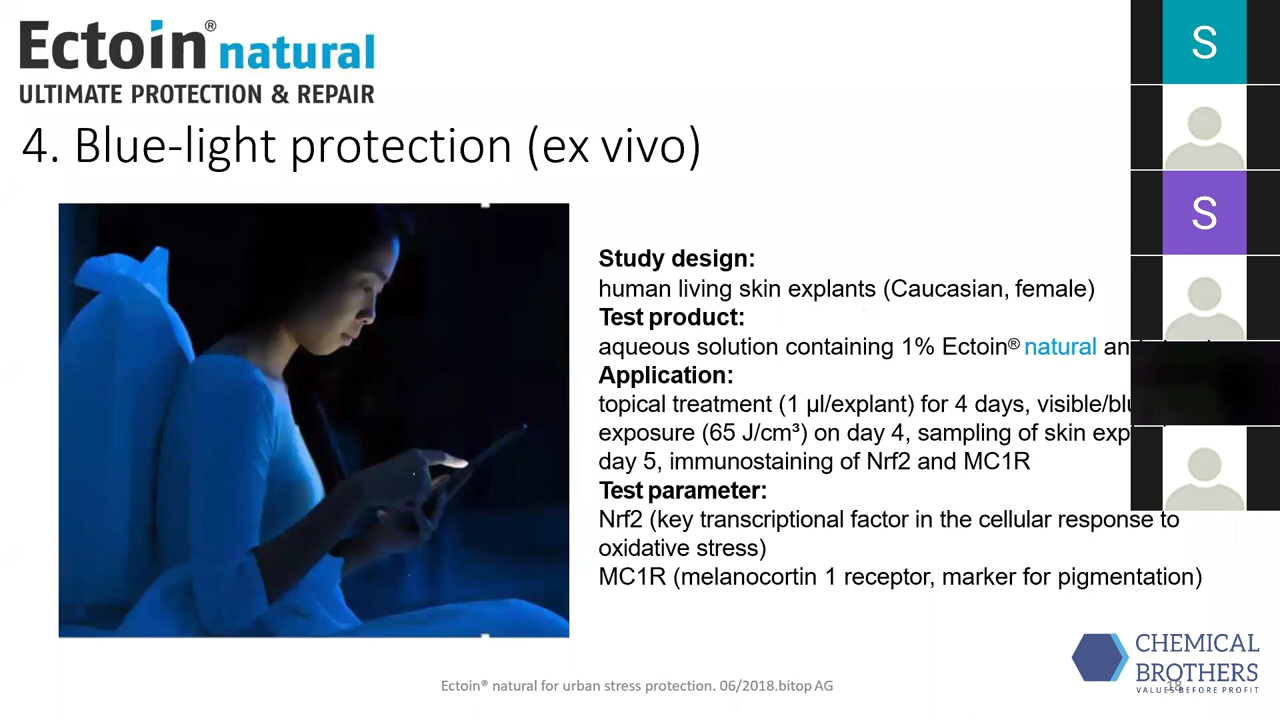 Ectoin® natural
ULTIMATE PROTECTION & REPAIR
4. Blue-light protection (ex vivo)
Study design:
human living skin explants (Caucasian, female)
Test product:
aqueous solution containing 1% Ectoin® natural
Application:
topical treatment (1 µl/explant) for 4 days,
exposure (65 J/cm³) on day 4, sampling of skin
day 5, immunostaining of Nrf2 and MC1R
Test parameter:
Nrf2 (key transcriptional factor in the cellular response to
oxidative stress)
MC1R (melanocortin 1 receptor, marker for pigmentation)
S
S
Ectoin® natural for urban stress protection. 06/2018.bitop AG
CHEMICAL
BROTHERS
VALUES BEFORE PROFIT
18